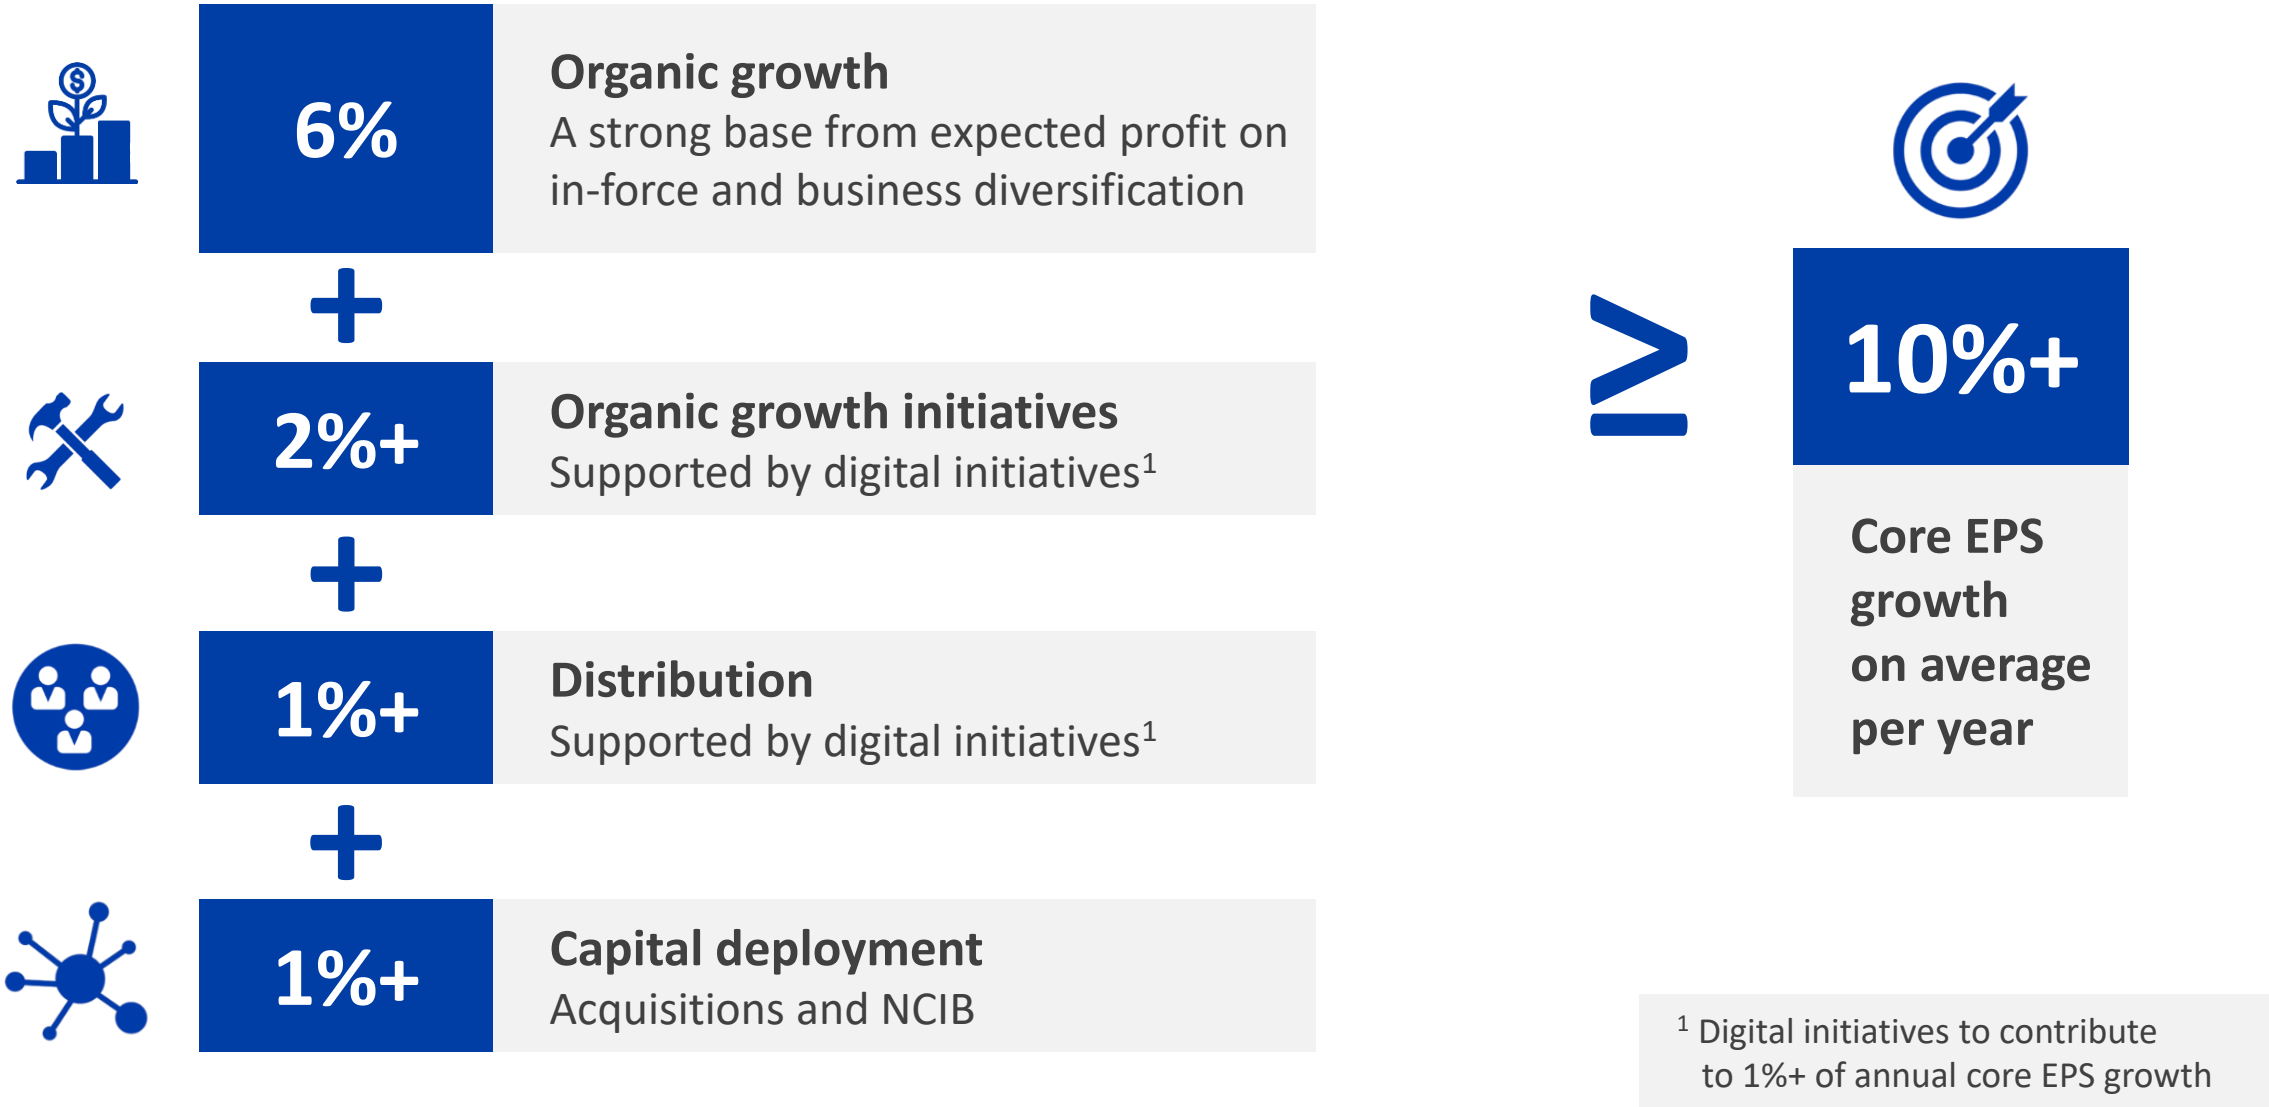 6%
Organic growth
A strong base from expected profit on
in-force and business diversification
+
2%+
Organic growth initiatives
Supported by digital initiatives¹
+
1%+
Distribution
Supported by digital initiatives¹
+
1%+
Capital deployment
Acquisitions and NCIB
≥
10%+
Core EPS
growth
on average
per year
¹ Digital initiatives to contribute
to 1%+ of annual core EPS growth